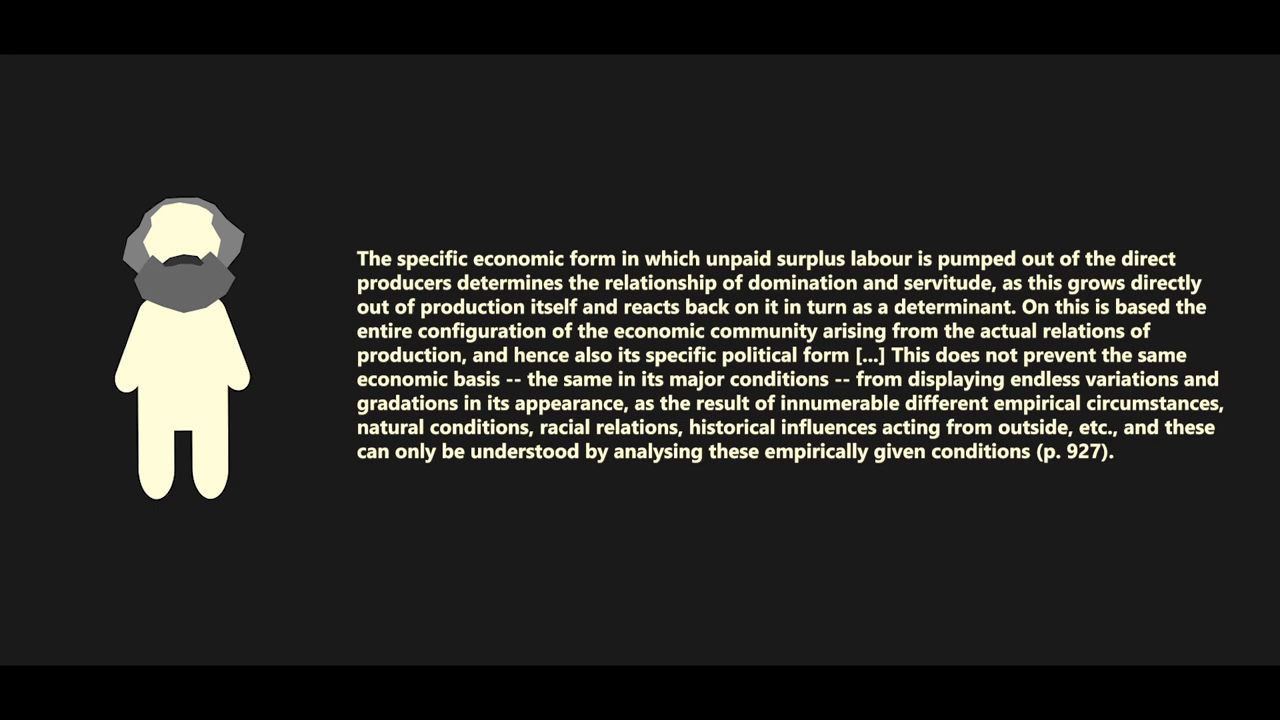 The specific economic form in which unpaid surplus labour is pumped out of the direct
producers determines the relationship of domination and servitude, as this grows directly
out of production itself and reacts back on it in turn as a determinant. On this is based the
entire configuration of the economic community arising from the actual relations of
production, and hence also its specific political form [...] This does not prevent the same
economic basis -- the same in its major conditions -- from displaying endless variations and
gradations in its appearance, as the result of innumerable different empirical circumstances,
natural conditions, racial relations, historical influences acting from outside, etc., and these
can only be understood by analysing these empirically given conditions (p. 927).